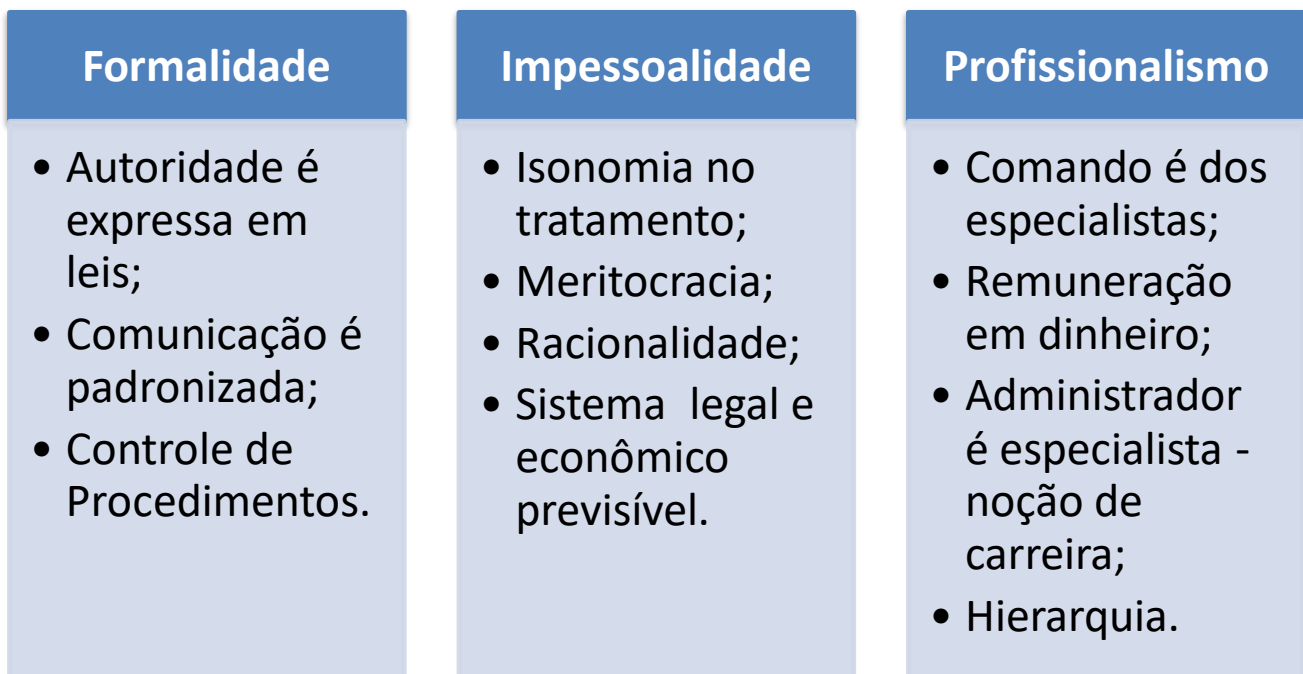 Formalidade
• Autoridade é
expressa em
leis;
• Comunicação é
padronizada;
• Controle de
Procedimentos.
Impessoalidade
• Isonomia no
tratamento;
• Meritocracia;
• Racionalidade;
• Sistema legal e
econômico
previsível.
Profissionalismo
• Comando é dos
especialistas;
• Remuneração
em dinheiro;
• Administrador
é especialista -
noção de
carreira;
• Hierarquia.